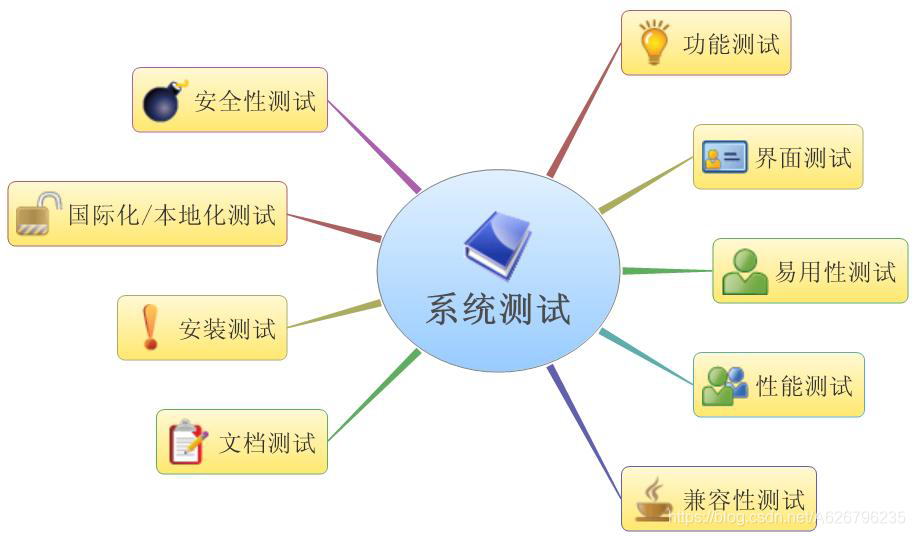 功能测试
安全性测试
界面测试
国际化/本地化测试
易用性测试
系统测试
安装测试
性能测试
文档测试
兼容性测试
https://blog.csdn.net/A626796235